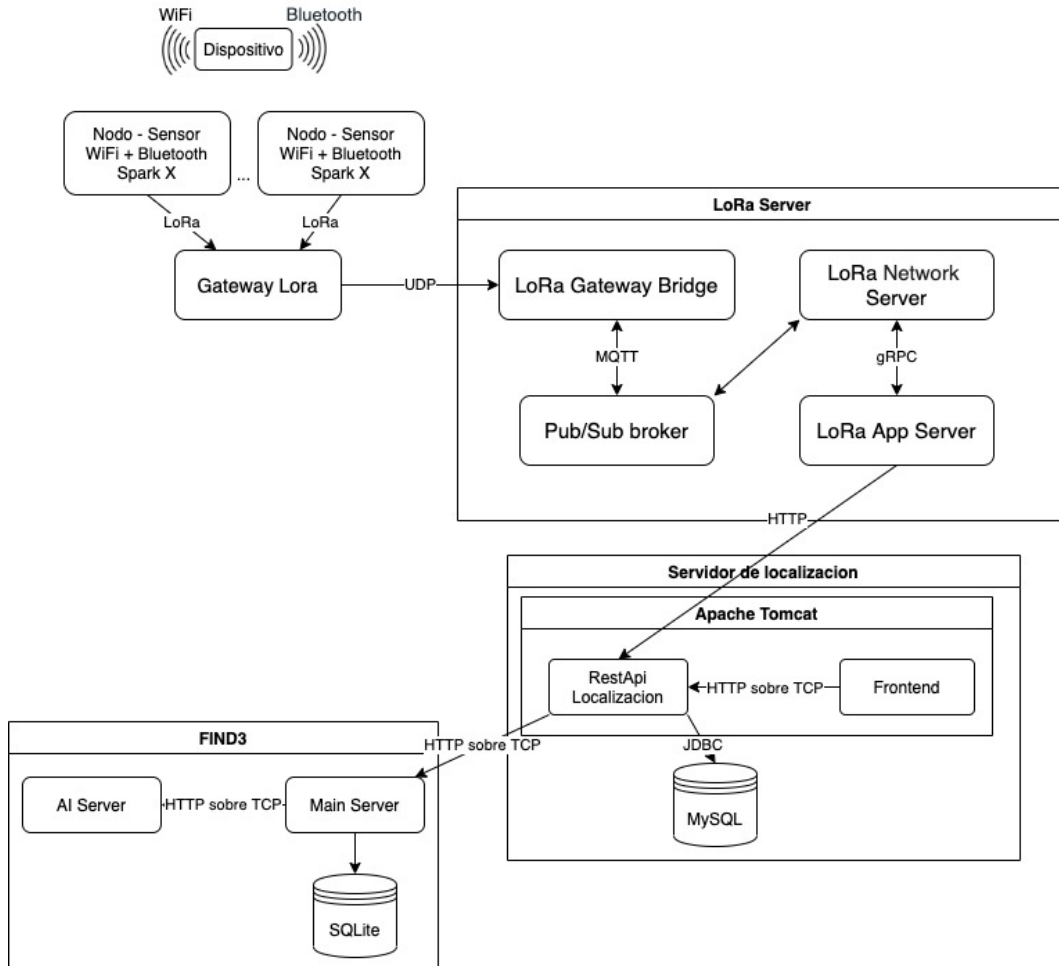 WiFi
Bluetooth
Dispositivo
Nodo - Sensor
WiFi + Bluetooth
Spark X
...
Nodo - Sensor
WiFi + Bluetooth
Spark X
LoRa
LoRa
Gateway Lora
UDP
LoRa Server
LoRa Gateway Bridge
LoRa Network
Server
MQTT
gRPC
Pub/Sub broker
LoRa App Server
HTTP
Servidor de localizacion
Apache Tomcat
RestApi
Localizacion
HTTP sobre TCP
Frontend
JDBC
MySQL
HTTP sobre TCP
FIND3
AI Server
HTTP sobre TCP
Main Server
SQLite